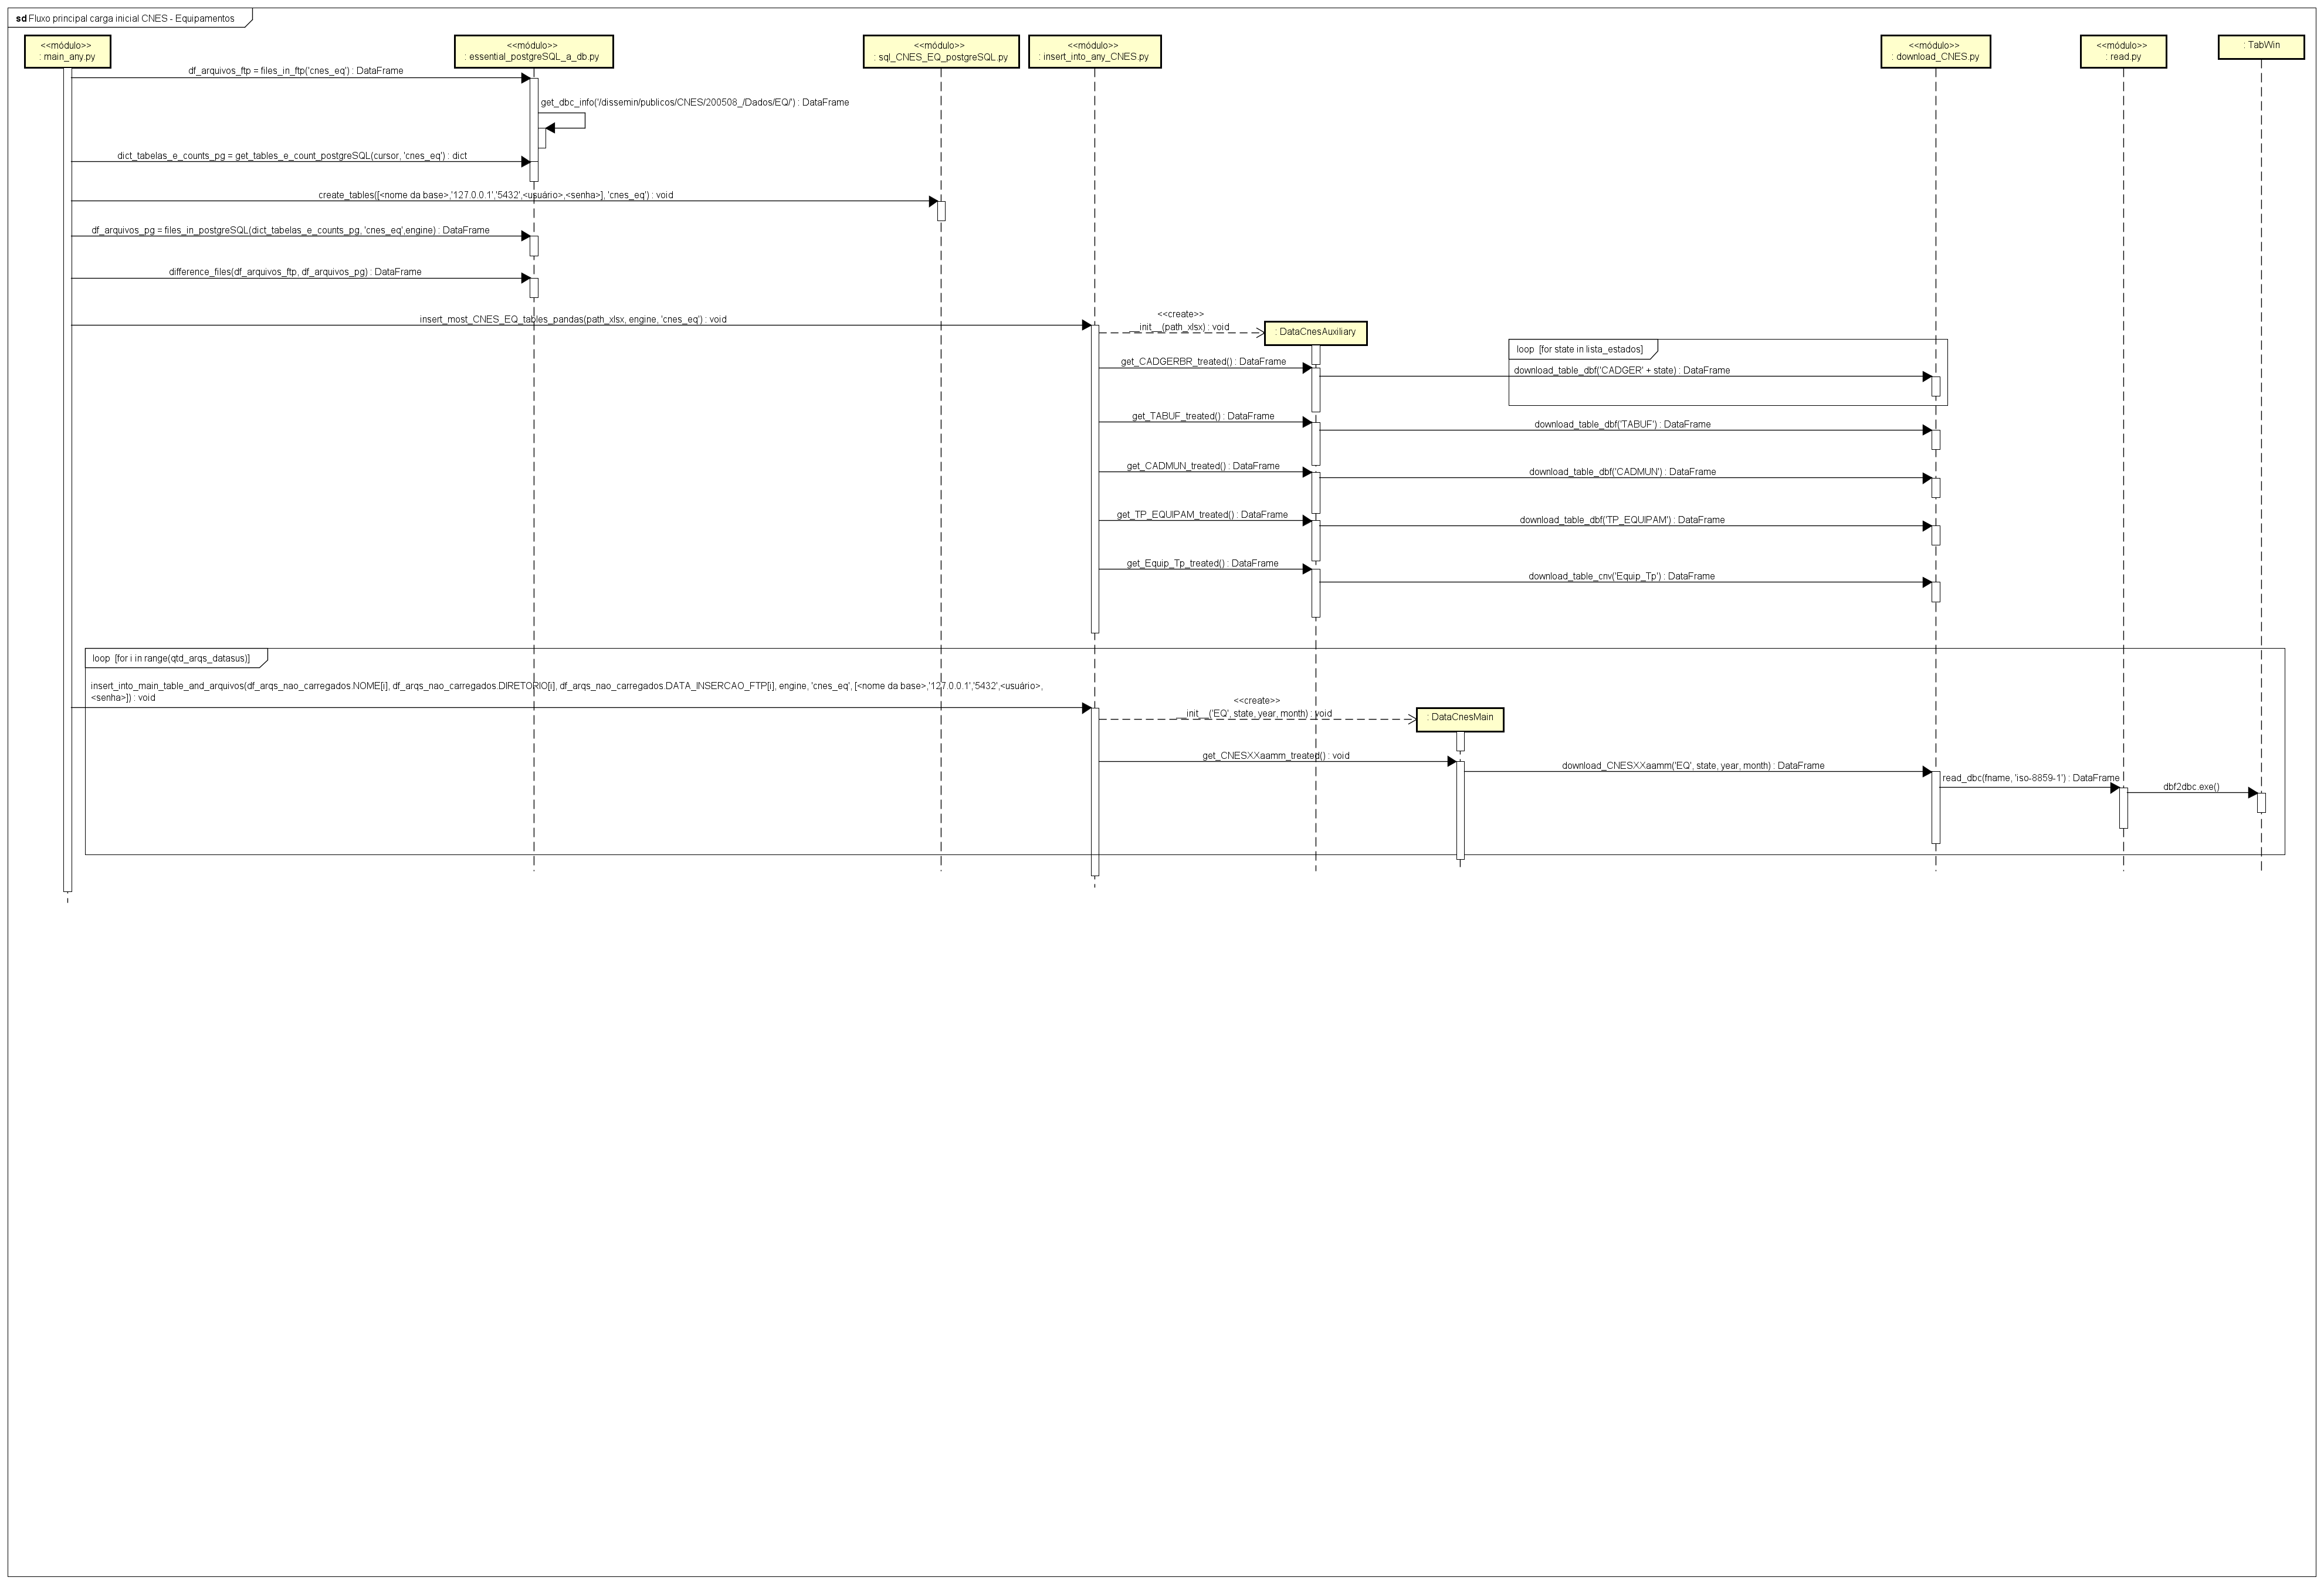 sd Fluxo principal carga inicial CNES - Equipamentos
<<módulo>>
: main_any.py
<<módulo>>
: essential_postgreSQL_a_db.py
<<módulo>>
: sql_CNES_EQ_postgreSQL.py
<<módulo>>
: insert_into_any_CNES.py
<<módulo>>
: download_CNES.py
<<módulo>>
: read.py
: TabWin
df_arquivos_ftp = files_in_ftp('cnes_eq') : DataFrame
get_dbc_info('/dissemin/publicos/CNES/200508_/Dados/EQ/') : DataFrame
dict_tabelas_e_counts_pg = get_tables_e_count_postgreSQL(cursor, 'cnes_eq') : dict
create_tables([<nome da base>,'127.0.0.1','5432',<usuário>,<senha>], 'cnes_eq') : void
df_arquivos_pg = files_in_postgreSQL(dict_tabelas_e_counts_pg, 'cnes_eq',engine) : DataFrame
difference_files(df_arquivos_ftp, df_arquivos_pg) : DataFrame
insert_most_CNES_EQ_tables_pandas(path_xlsx, engine, 'cnes_eq') : void
<<create>>
__init__(path_xlsx) : void
: DataCnesAuxiliary
loop [for state in lista_estados]
get_CADGERBR_treated() : DataFrame
download_table_dbf('CADGER' + state) : DataFrame
get_TABUF_treated() : DataFrame
download_table_dbf('TABUF') : DataFrame
get_CADMUN_treated() : DataFrame
download_table_dbf('CADMUN') : DataFrame
get_TP_EQUIPAM_treated() : DataFrame
download_table_dbf('TP_EQUIPAM') : DataFrame
get_Equip_Tp_treated() : DataFrame
download_table_cnv('Equip_Tp') : DataFrame
loop [for i in range(qtd_arqs_datasus)]
insert_into_main_table_and_arquivos(df_arqs_nao_carregados.NOME[i], df_arqs_nao_carregados.DIRETORIO[i], df_arqs_nao_carregados.DATA_INSERCAO_FTP[i], engine, 'cnes_eq', [<nome da base>,'127.0.0.1','5432',<usuário>,
<senha>]) : void
<<create>>
__init__('EQ', state, year, month) : void
: DataCnesMain
get_CNESXXaamm_treated() : void
download_CNESXXaamm('EQ', state, year, month) : DataFrame
read_dbc(fname, 'iso-8859-1') : DataFrame
dbf2dbc.exe()